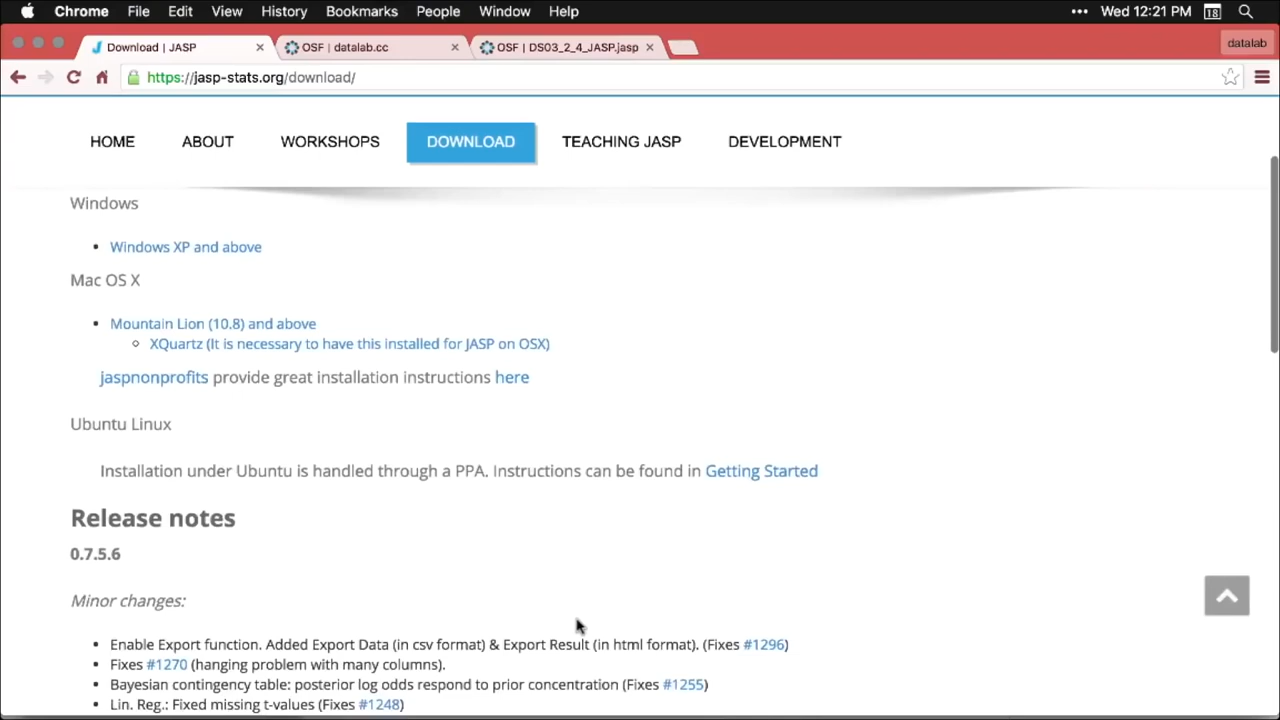 Chrome File Edit View History Bookmarks People Window Help ••• Wed 12:21 PM 18
Download | JASP × OSF | datalab.cc × OSF | DS03_2_4_JASP.jasp × datalab
https://jasp-stats.org/download/
HOME ABOUT WORKSHOPS DOWNLOAD TEACHING JASP DEVELOPMENT
Windows
• Windows XP and above
Mac OS X
• Mountain Lion (10.8) and above
◦ XQuartz (It is necessary to have this installed for JASP on OSX)
jaspnonprofits provide great installation instructions here
Ubuntu Linux
Installation under Ubuntu is handled through a PPA. Instructions can be found in Getting Started
Release notes
0.7.5.6
Minor changes:
• Enable Export function. Added Export Data (in csv format) & Export Result (in html format). (Fixes #1296)
• Fixes #1270 (hanging problem with many columns).
• Bayesian contingency table: posterior log odds respond to prior concentration (Fixes #1255)
• Lin. Reg.: Fixed missing t-values (Fixes #1248)